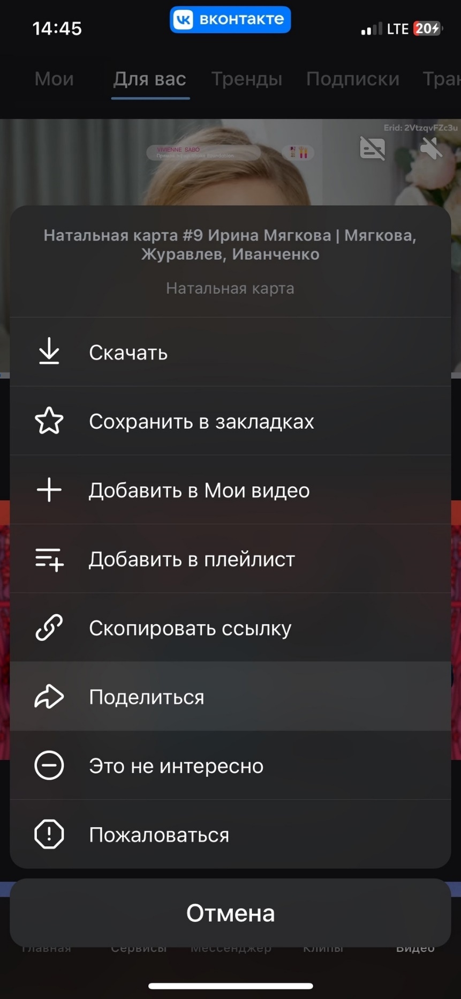 14:45
вконтакте
LTE 20
Мои Для вас Тренды Подписки Тран
Erid: 2VtzqvFZc3u
VIVIENNE SABO
Натальная карта #9 Ирина Мягкова | Мягкова,
Журавлев, Иванченко
Натальная карта
Скачать
Сохранить в закладках
Добавить в Мои видео
Добавить в плейлист
Скопировать ссылку
Поделиться
Это не интересно
Пожаловаться
Отмена
Главная Сервисы Мессенджер Клипы Видео